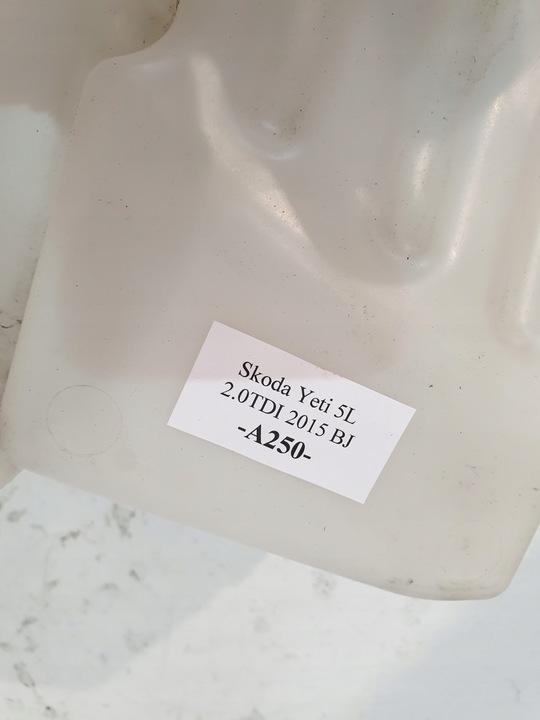 Skoda Yeti 5L
2.0TDI 2015 BJ
-A250-